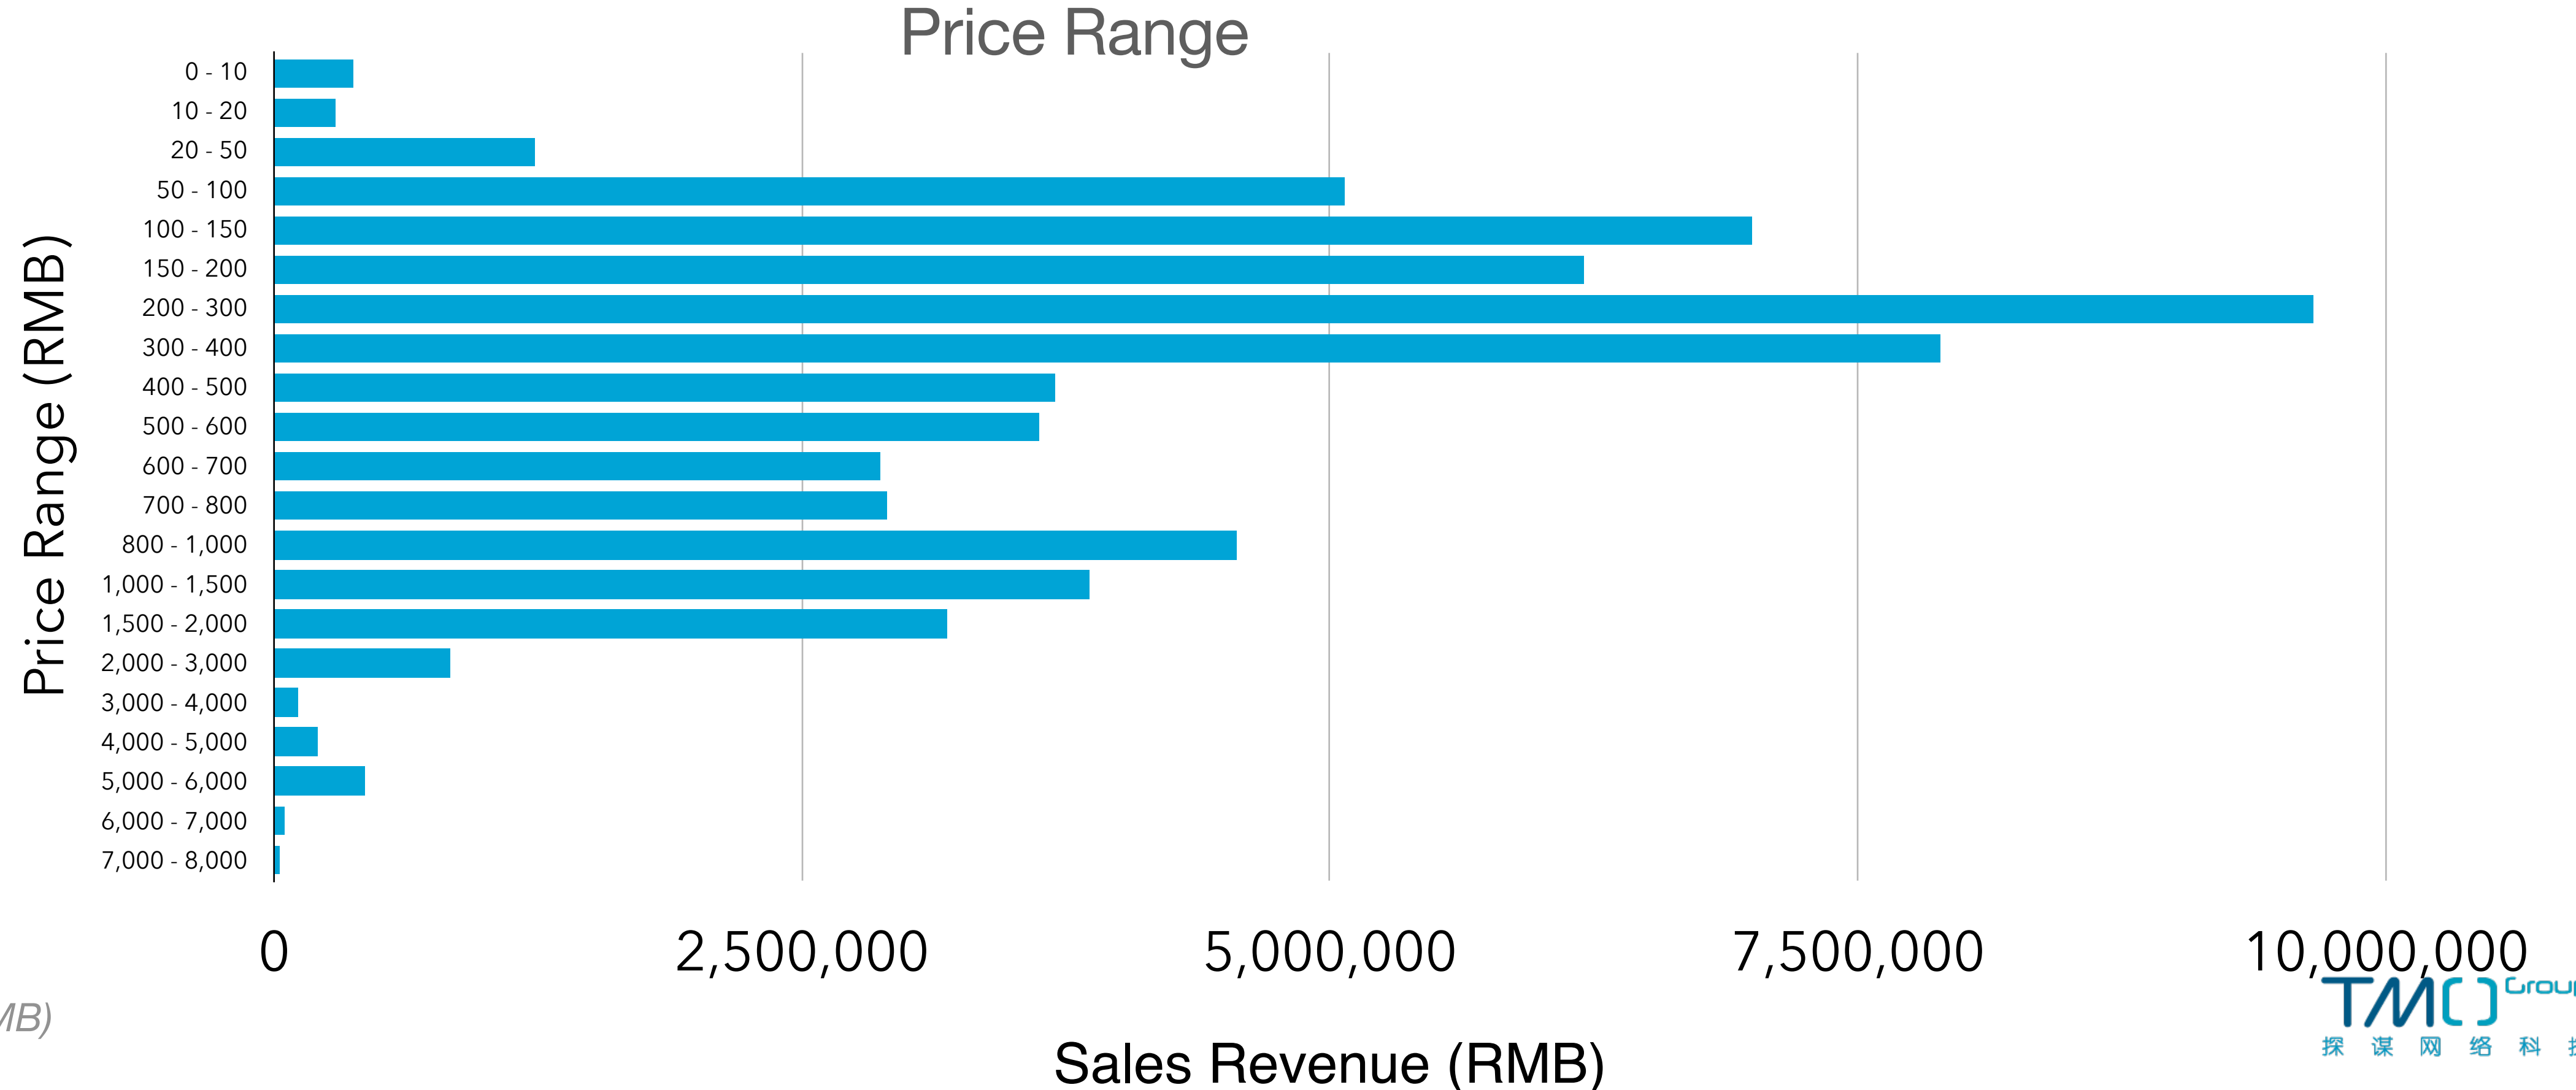 Price Range
Price Range (RMB)
0 - 10
10 - 20
20 - 50
50 - 100
100 - 150
150 - 200
200 - 300
300 - 400
400 - 500
500 - 600
600 - 700
700 - 800
800 - 1,000
1,000 - 1,500
1,500 - 2,000
2,000 - 3,000
3,000 - 4,000
4,000 - 5,000
5,000 - 6,000
6,000 - 7,000
7,000 - 8,000
0 2,500,000 5,000,000 7,500,000 10,000,000
MB)
TMO Group
探谋网络科
Sales Revenue (RMB)